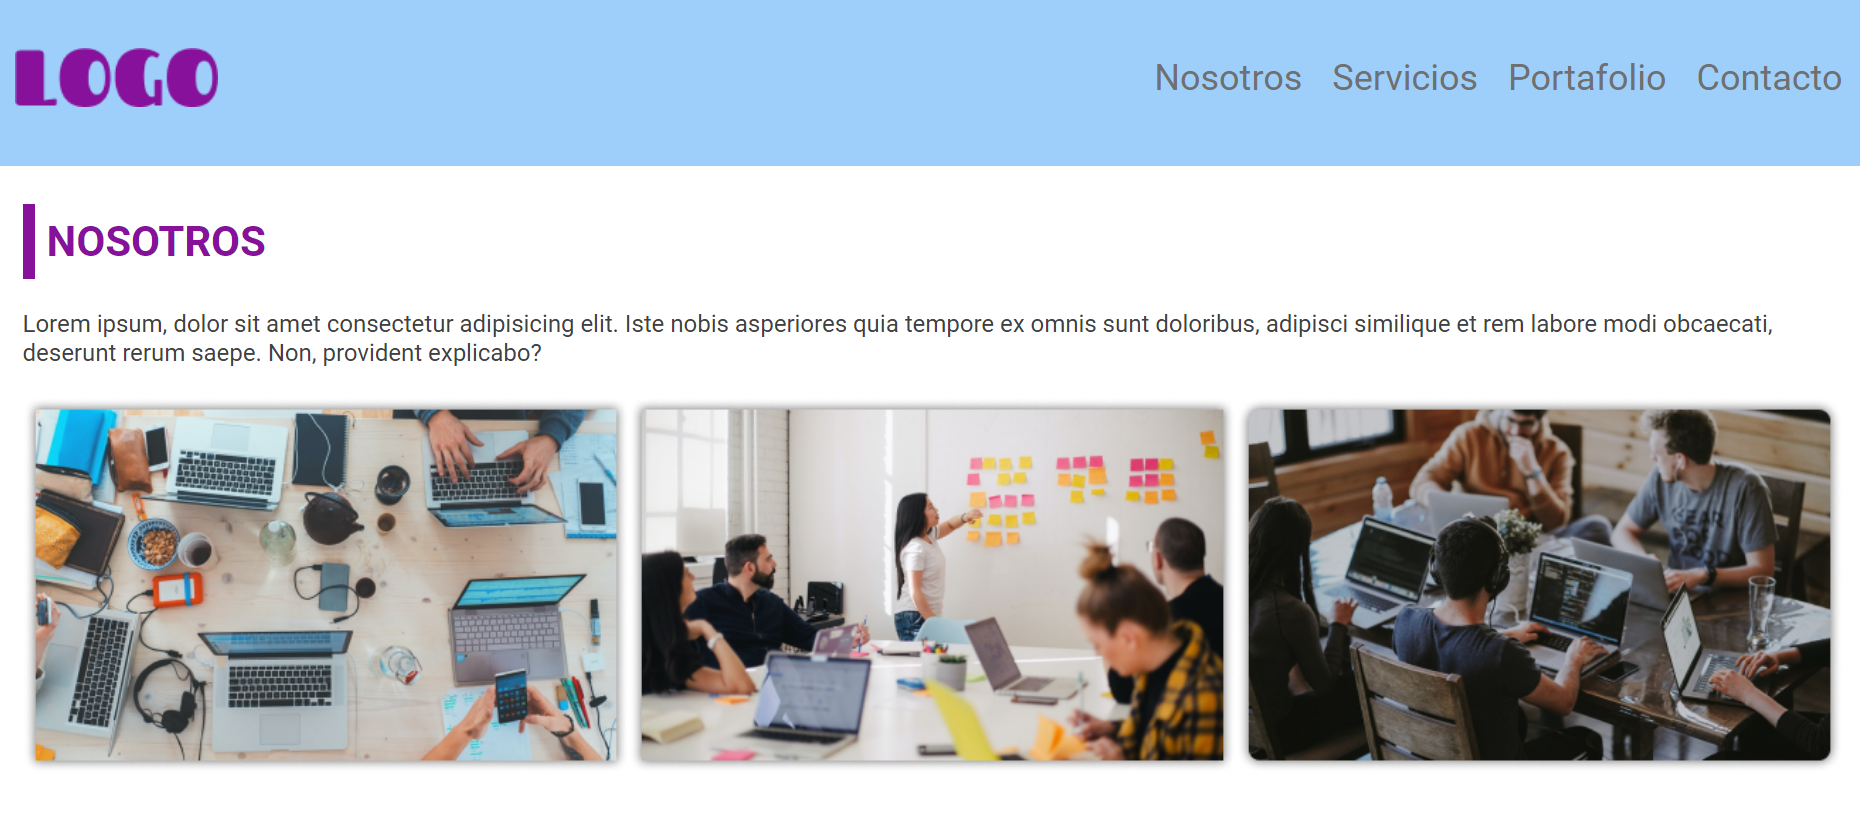 LOGO
Nosotros Servicios Portafolio Contacto
NOSOTROS
Lorem ipsum, dolor sit amet consectetur adipisicing elit. Iste nobis asperiores quia tempore ex omnis sunt doloribus, adipisci similique et rem labore modi obcaecati,
deserunt rerum saepe. Non, provident explicabo?